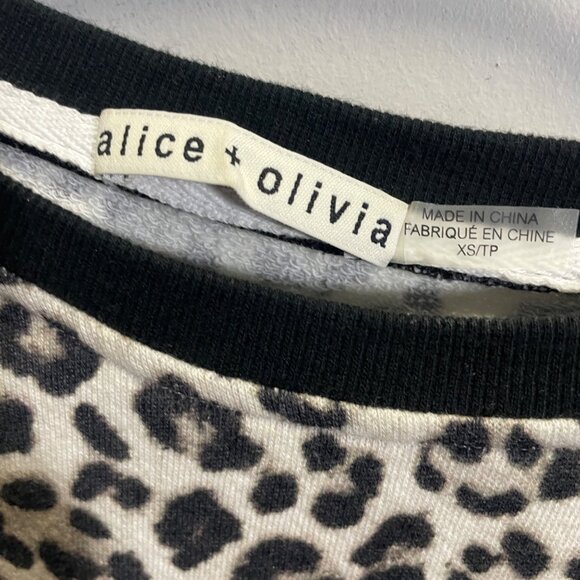 alice + olivia
MADE IN CHINA
FABRIQUÉ EN CHINE
XS/TP